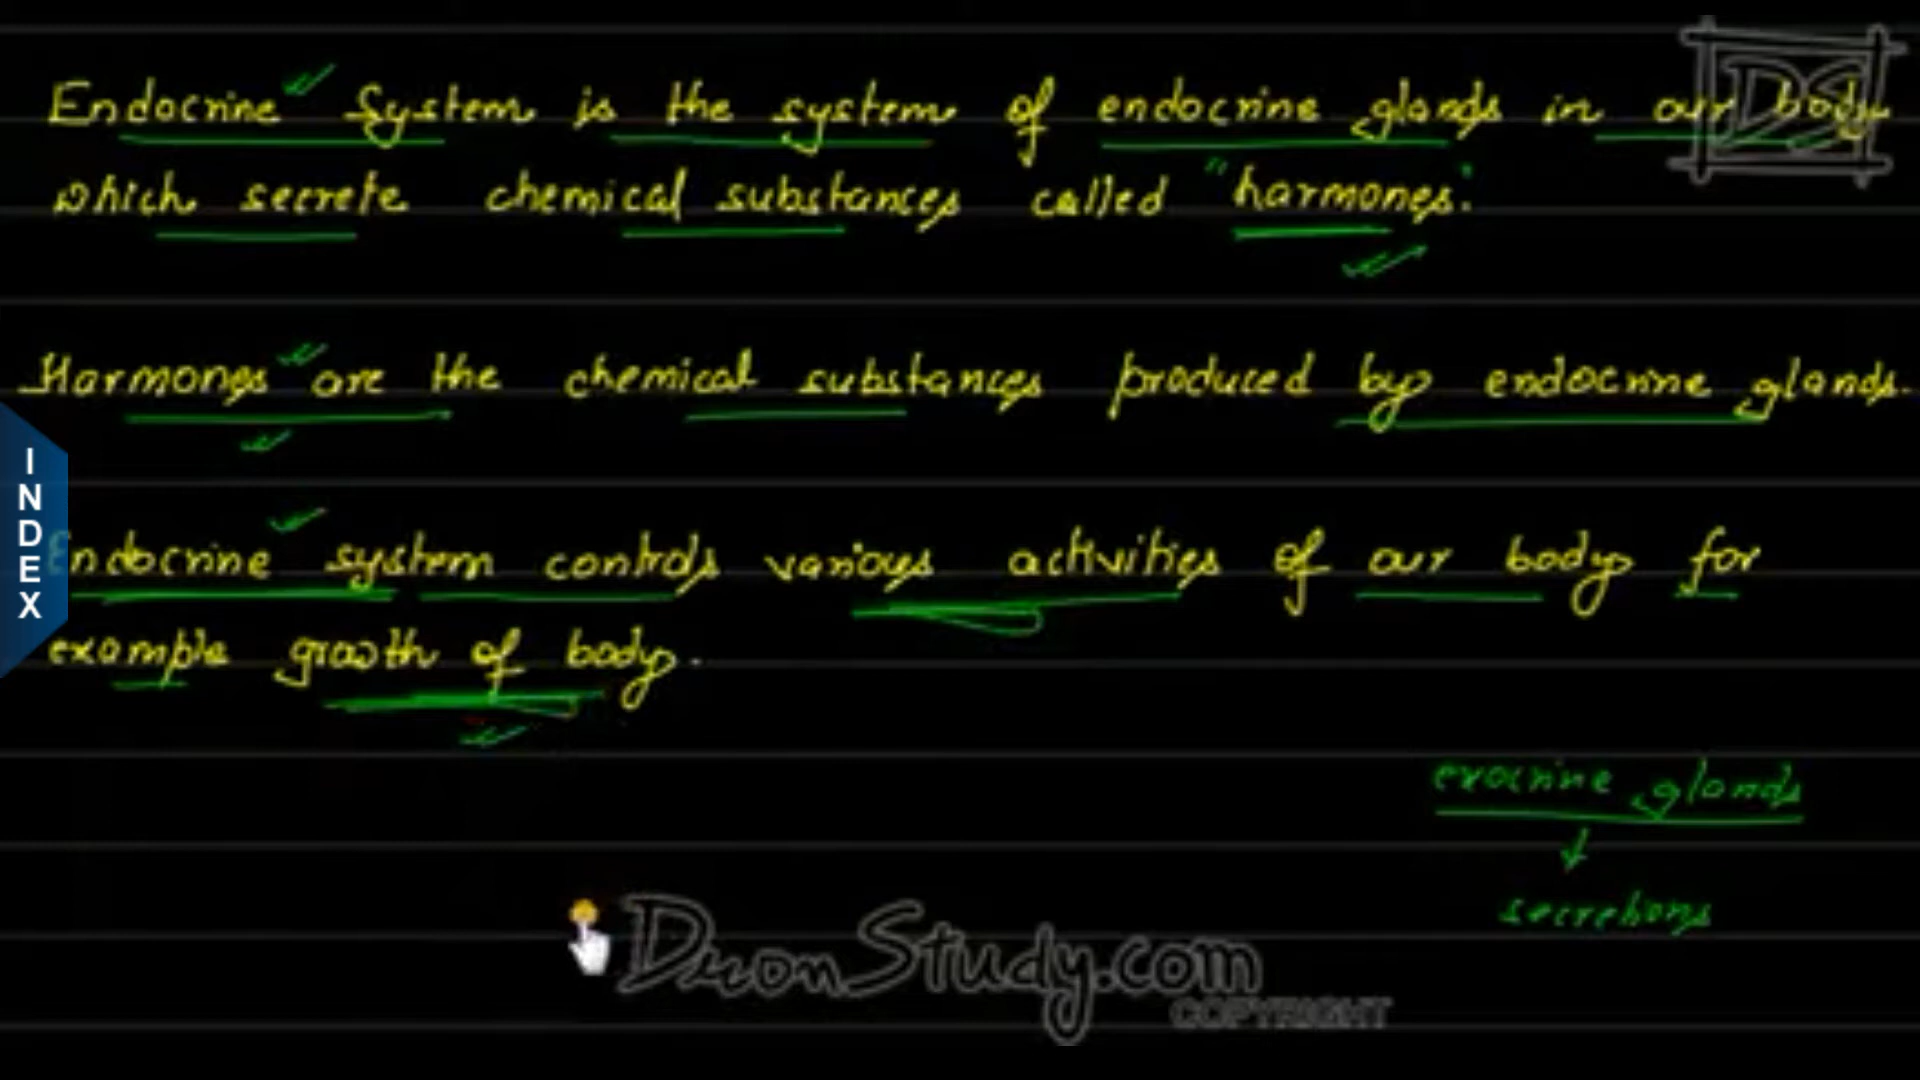 DS
Endocrine System is the system of endocrine glands in our body
which secrete chemical substances called "harmones".
Harmones are the chemical substances produced by endocrine glands.
INDEX
Endocrine system controls various activities of our body for
example growth of body.
exocrine glands
secretions
DronStudy.com
COPYRIGHT